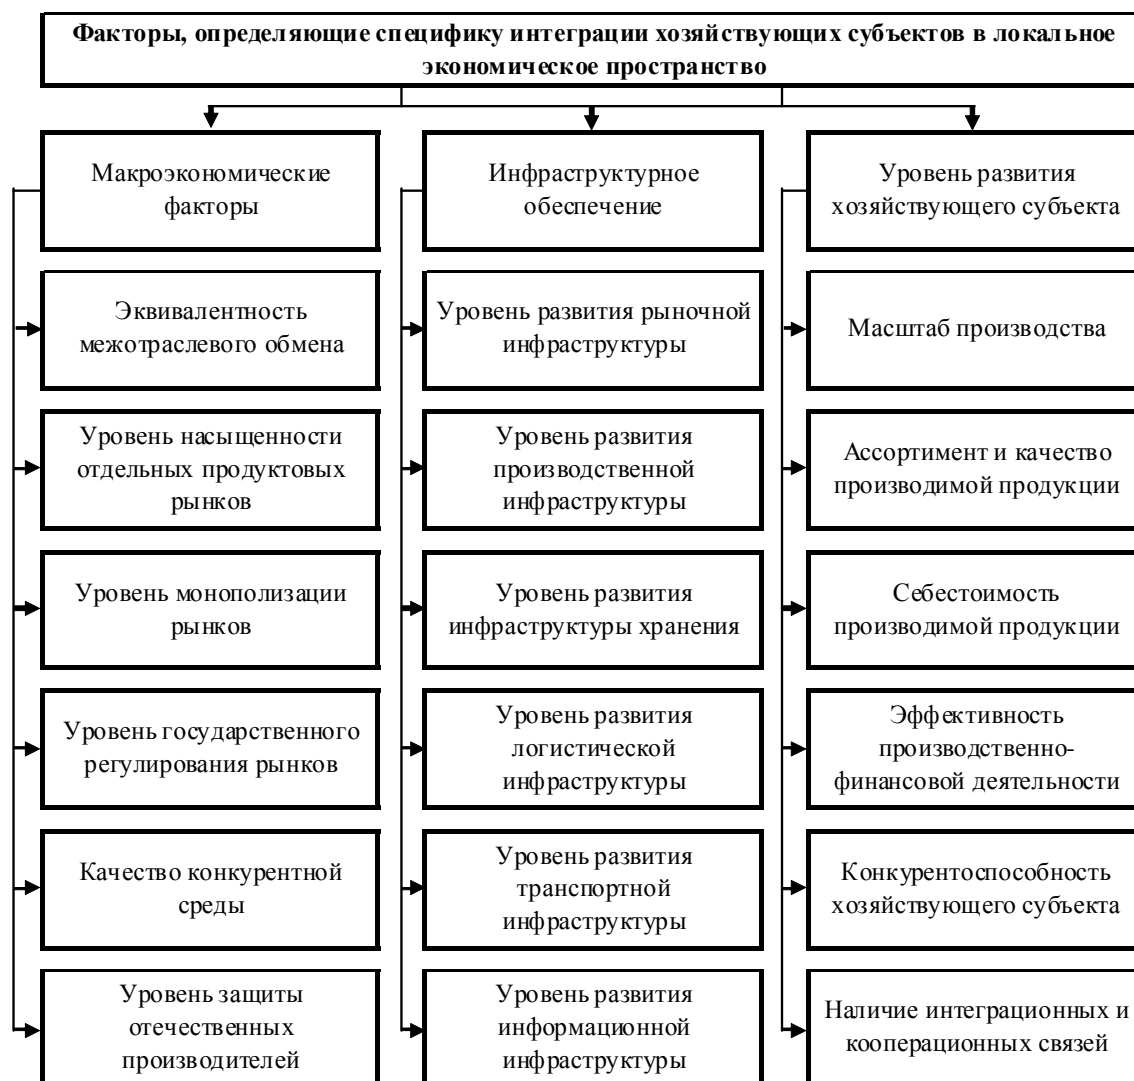 Факторы, определяющие специфику интеграции хозяйствующих субъектов в локальное
экономическое пространство
Макроэкономические
факторы
Эквивалентность
межотраслевого обмена
Уровень насыщенности
отдельных продуктовых
рынков
Уровень монополизации
рынков
Уровень государственного
регулирования рынков
Качество конкурентной
среды
Уровень защиты
отечественных
производителей
Инфраструктурное
обеспечение
Уровень развития рыночной
инфраструктуры
Уровень развития
производственной
инфраструктуры
Уровень развития
инфраструктуры хранения
Уровень развития
логистической
инфраструктуры
Уровень развития
транспортной
инфраструктуры
Уровень развития
информационной
инфраструктуры
Уровень развития
хозяйствующего субъекта
Масштаб производства
Ассортимент и качество
производимой продукции
Себестоимость
производимой продукции
Эффективность
производственно-
финансовой деятельности
Конкурентоспособность
хозяйствующего субъекта
Наличие интеграционных и
кооперационных связей